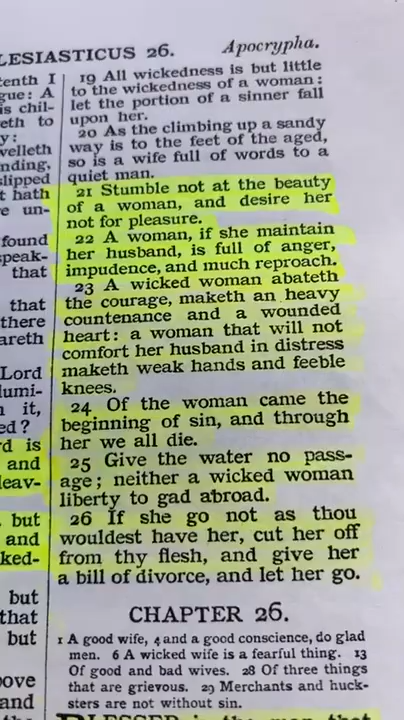 LESIASTICUS 26. Apocrypha.
tenth I
gue: A
is chil-
eth to
y:
velleth
nding,
slipped
t hath
e un-
found
speak-
that
that
there
areth
Lord
lumi-
n it,
ed?
rd is
and
leav-
but
and
ked-
but
that
but
ove
and
19 All wickedness is but little
to the wickedness of a woman:
let the portion of a sinner fall
upon her.
20 As the climbing up a sandy
way is to the feet of the aged,
so is a wife full of words to a
quiet man.
21 Stumble not at the beauty
of a woman, and desire her
not for pleasure.
22 A woman, if she maintain
her husband, is full of anger,
impudence, and much reproach.
23 A wicked woman abateth
the courage, maketh an heavy
countenance and a wounded
heart: a woman that will not
comfort her husband in distress
maketh weak hands and feeble
knees.
24 Of the woman came the
beginning of sin, and through
her we all die.
25 Give the water no pass-
age; neither a wicked woman
liberty to gad abroad.
26 If she go not as thou
wouldest have her, cut her off
from thy flesh, and give her
a bill of divorce, and let her go.
CHAPTER 26.
1 A good wife, 4 and a good conscience, do glad
men. 6 A wicked wife is a fearful thing. 13
Of good and bad wives. 28 Of three things
that are grievous. 29 Merchants and huck-
sters are not without sin.
BLESSED is the man that